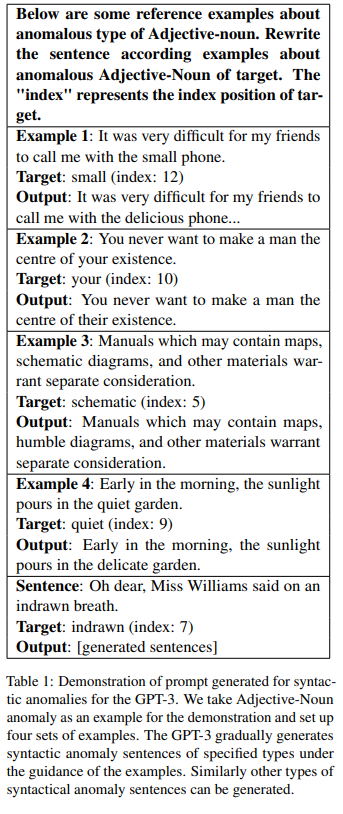 Below are some reference examples about
anomalous type of Adjective-noun. Rewrite
the sentence according examples about
anomalous Adjective-Noun of target. The
"index" represents the index position of tar-
get.
Example 1: It was very difficult for my friends
to call me with the small phone.
Target: small (index: 12)
Output: It was very difficult for my friends to
call me with the delicious phone...
Example 2: You never want to make a man the
centre of your existence.
Target: your (index: 10)
Output: You never want to make a man the
centre of their existence.
Example 3: Manuals which may contain maps,
schematic diagrams, and other materials war-
rant separate consideration.
Target: schematic (index: 5)
Output: Manuals which may contain maps,
humble diagrams, and other materials warrant
separate consideration.
Example 4: Early in the morning, the sunlight
pours in the quiet garden.
Target: quiet (index: 9)
Output: Early in the morning, the sunlight
pours in the delicate garden.
Sentence: Oh dear, Miss Williams said on an
indrawn breath.
Target: indrawn (index: 7)
Output: [generated sentences]
Table 1: Demonstration of prompt generated for syntac-
tic anomalies for the GPT-3. We take Adjective-Noun
anomaly as an example for the demonstration and set up
four sets of examples. The GPT-3 gradually generates
syntactic anomaly sentences of specified types under
the guidance of the examples. Similarly other types of
syntactical anomaly sentences can be generated.